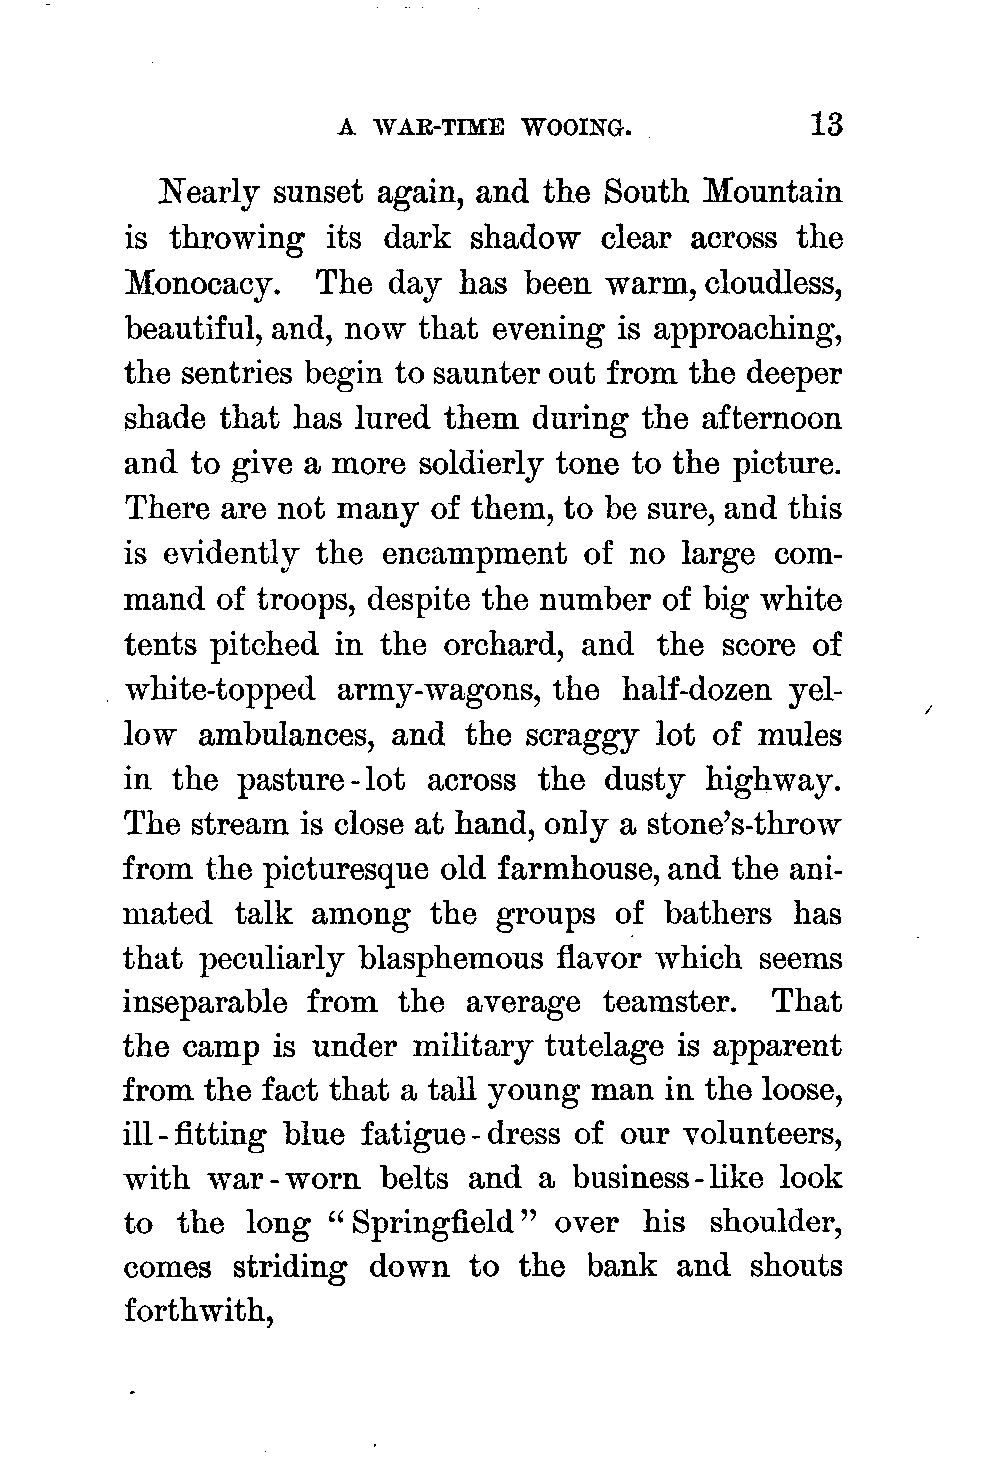 A WAR-TIME WOOING. 13
Nearly sunset again, and the South Mountain
is throwing its dark shadow clear across the
Monocacy. The day has been warm, cloudless,
beautiful, and, now that evening is approaching,
the sentries begin to saunter out from the deeper
shade that has lured them during the afternoon
and to give a more soldierly tone to the picture.
There are not many of them, to be sure, and this
is evidently the encampment of no large com-
mand of troops, despite the number of big white
tents pitched in the orchard, and the score of
white-topped army-wagons, the half-dozen yel-
low ambulances, and the scraggy lot of mules
in the pasture-lot across the dusty highway.
The stream is close at hand, only a stone's-throw
from the picturesque old farmhouse, and the ani-
mated talk among the groups of bathers has
that peculiarly blasphemous flavor which seems
inseparable from the average teamster. That
the camp is under military tutelage is apparent
from the fact that a tall young man in the loose,
ill-fitting blue fatigue-dress of our volunteers,
with war-worn belts and a business-like look
to the long "Springfield" over his shoulder,
comes striding down to the bank and shouts
forthwith,